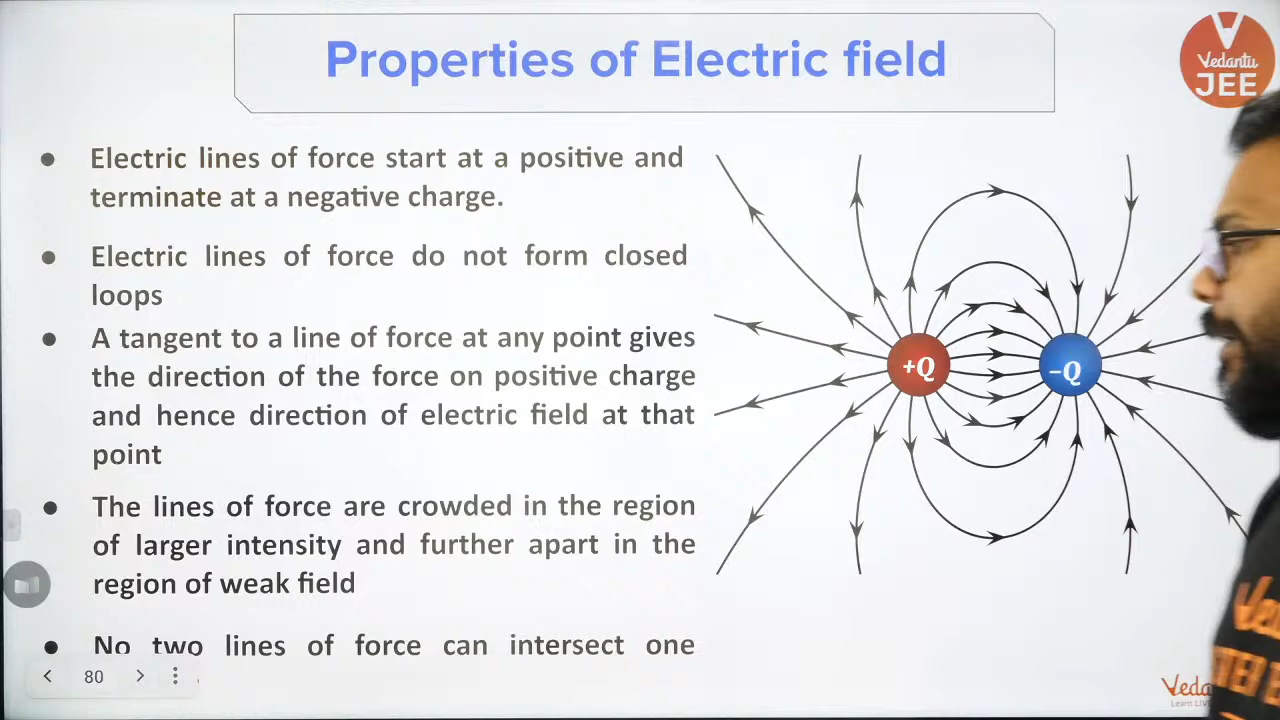 Properties of Electric field
Vedantu
JEE
• Electric lines of force start at a positive and
terminate at a negative charge.
• Electric lines of force do not form closed
loops
• A tangent to a line of force at any point gives
the direction of the force on positive charge
and hence direction of electric field at that
point
• The lines of force are crowded in the region
of larger intensity and further apart in the
region of weak field
• No two lines of force can intersect one
+Q
−Q
80
Veda
Learn LIV